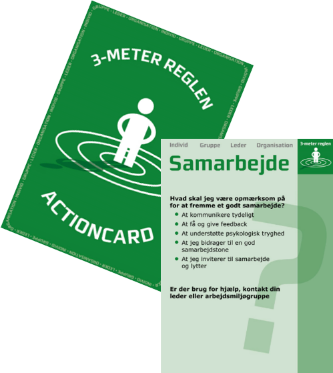 3-METER REGLEN
ACTIONCARD
Individ Gruppe Leder Organisation
3-meter reglen
Samarbejde
Hvad skal jeg være opmærksom på
for at fremme et godt samarbejde?
• At kommunikere tydeligt
• At få og give feedback
• At understøtte psykologisk tryghed
• At jeg bidrager til en god
samarbejdstone
• At jeg inviterer til samarbejde
og lytter
Er der brug for hjælp, kontakt din
leder eller arbejdsmiljøgruppe
?